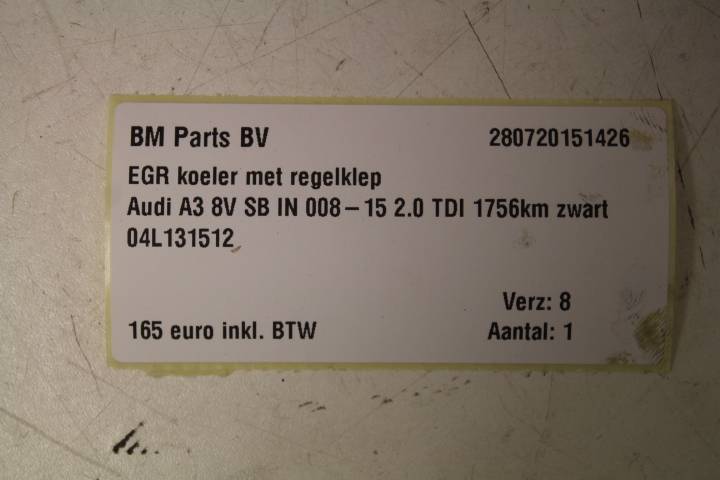 BM Parts BV 280720151426
EGR koeler met regelklep
Audi A3 8V SB IN 008-15 2.0 TDI 1756km zwart
04L131512
Verz: 8
165 euro inkl. BTW Aantal: 1